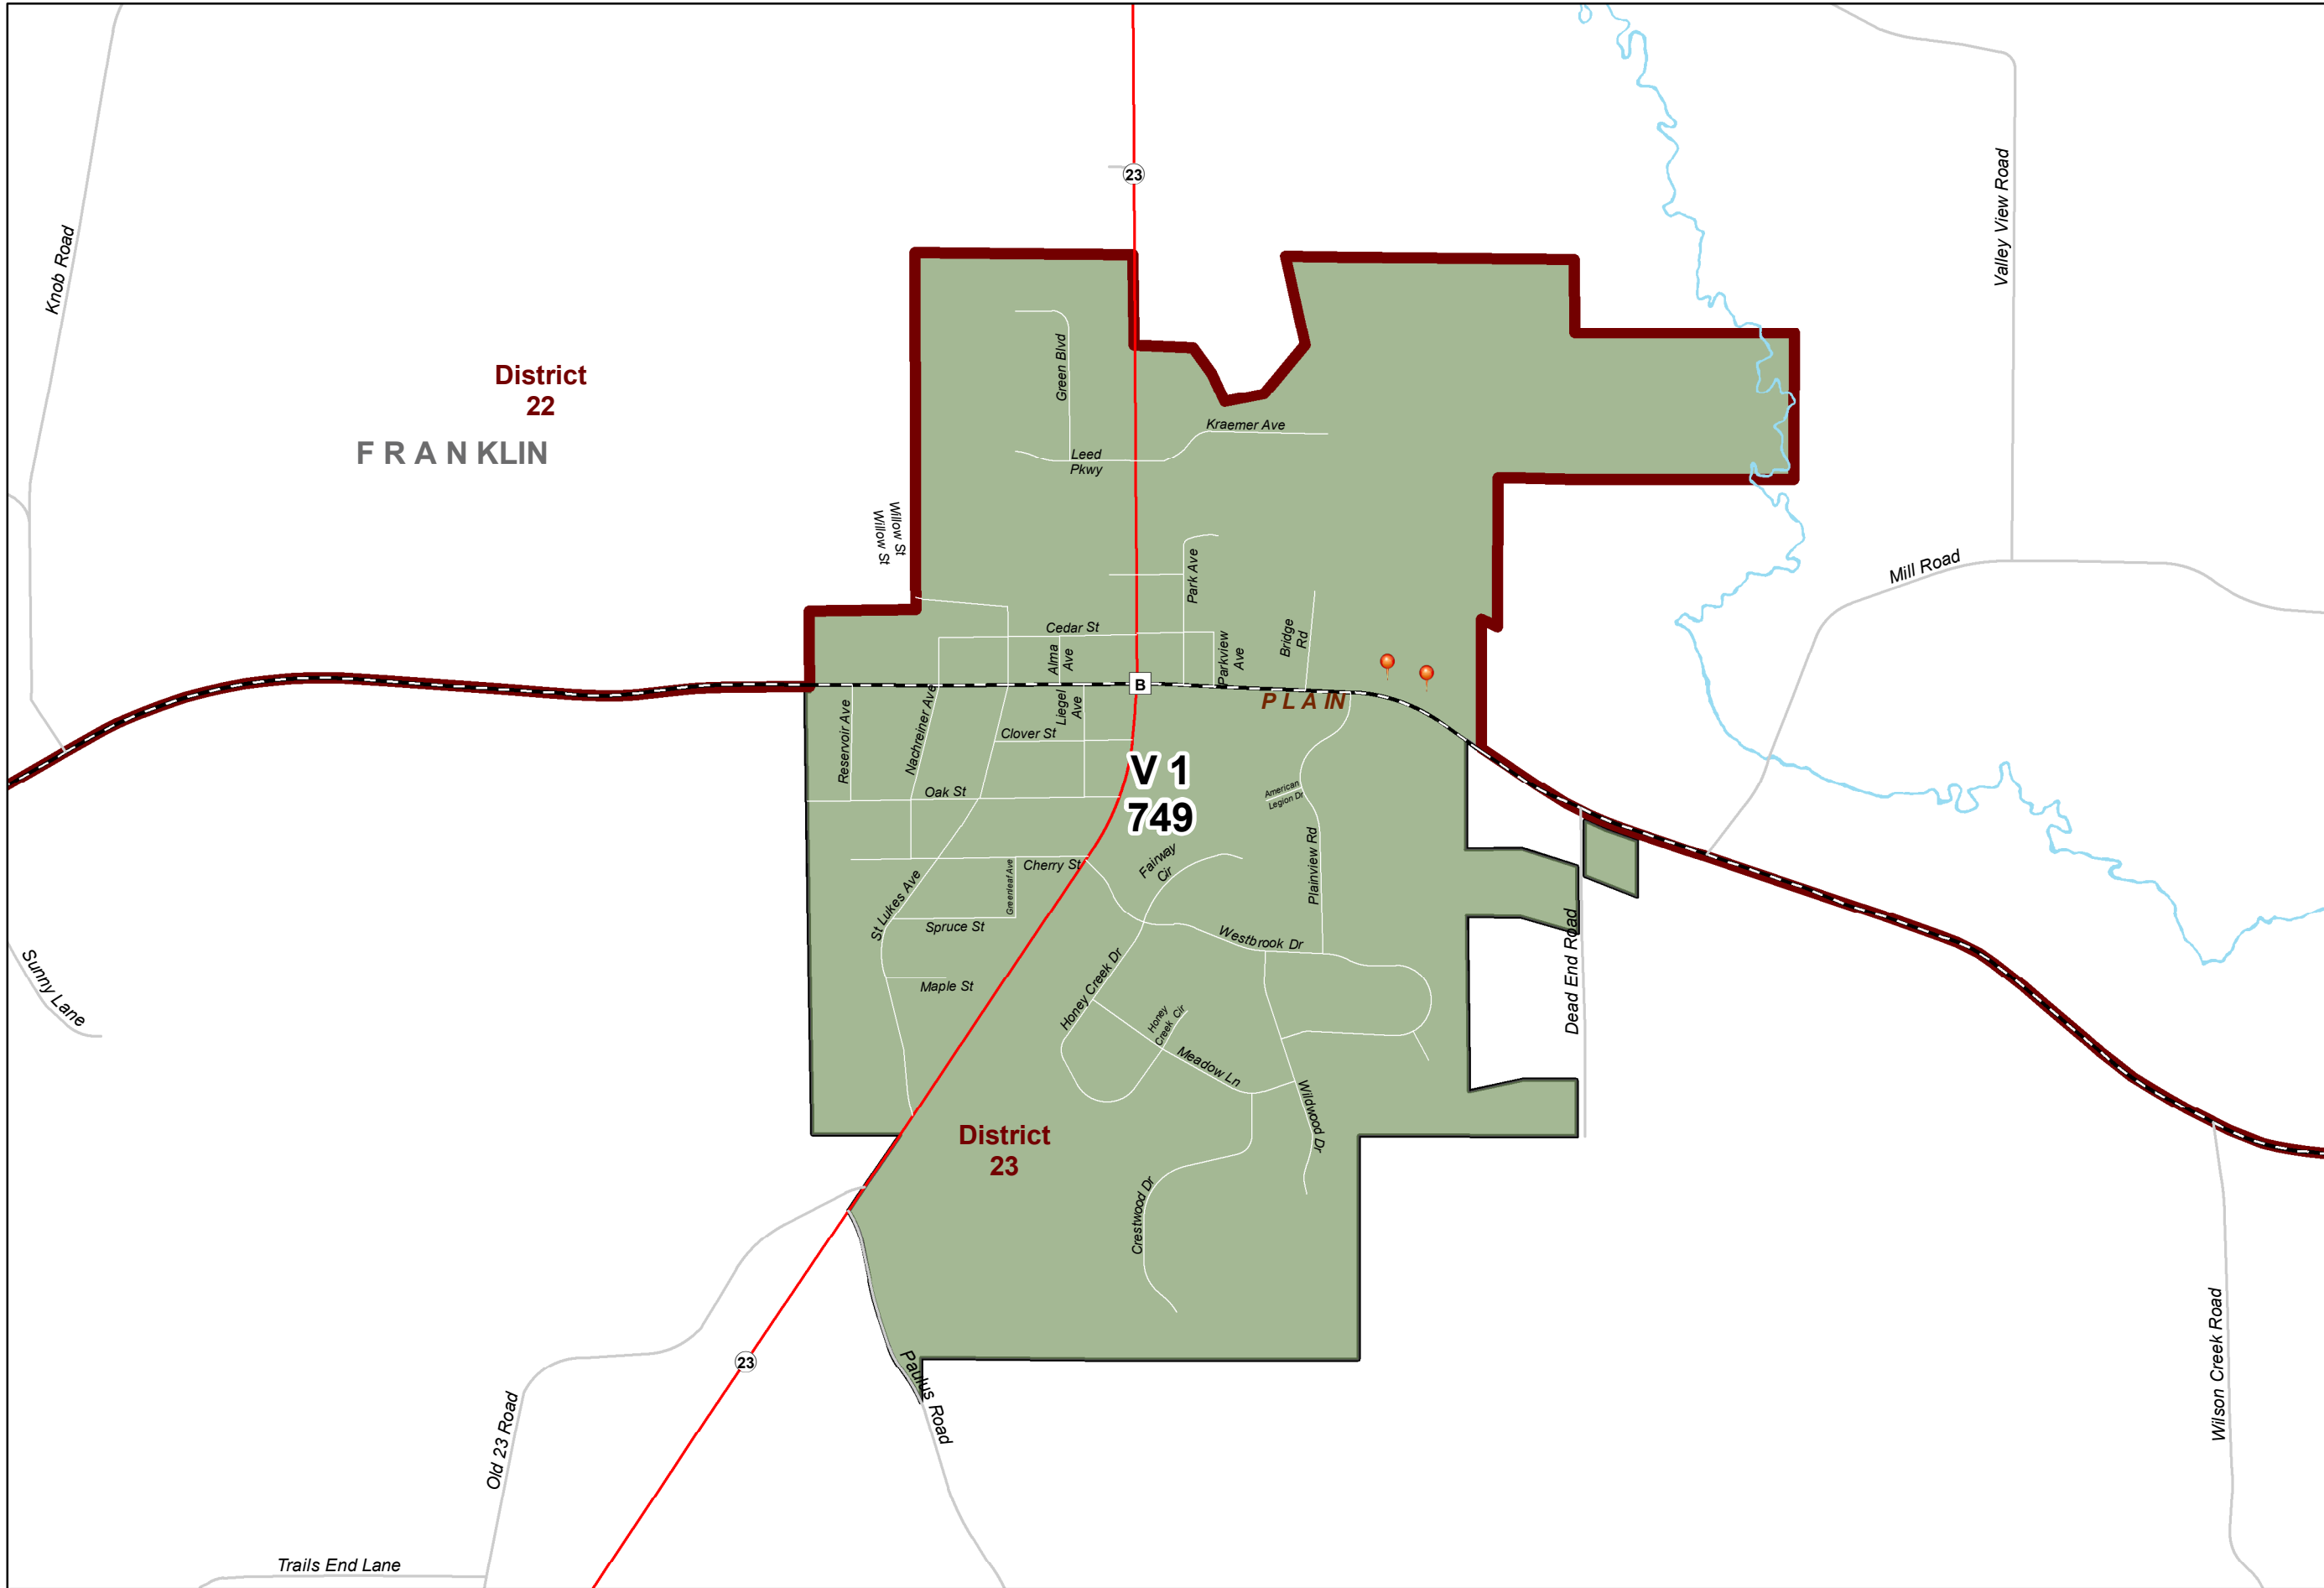 23
Knob Road
Valley View Road
Green Blvd
District
22
FRANKLIN
Kraemer Ave
Leed
Pkwy
Willow St
Willow St
Park Ave
Mill Road
Cedar St
Alma
Ave
Parkview
Ave
Bridge
Rd
B
PLAIN
Reservoir Ave
Nachreiner Ave
Liegel
Ave
Clover St
V 1
749
Oak St
American
Legion Dr
Plainview Rd
Fairway
Cir
Cherry St
Greenleaf Ave
St Lukes Ave
Spruce St
Westbrook Dr
Dead End Road
Sunny Lane
Maple St
Honey Creek Dr
Honey
Creek Cir
Meadow Ln
Wildwood Dr
District
23
Crestwood Dr
23
Paulus Road
Old 23 Road
Wilson Creek Road
Trails End Lane